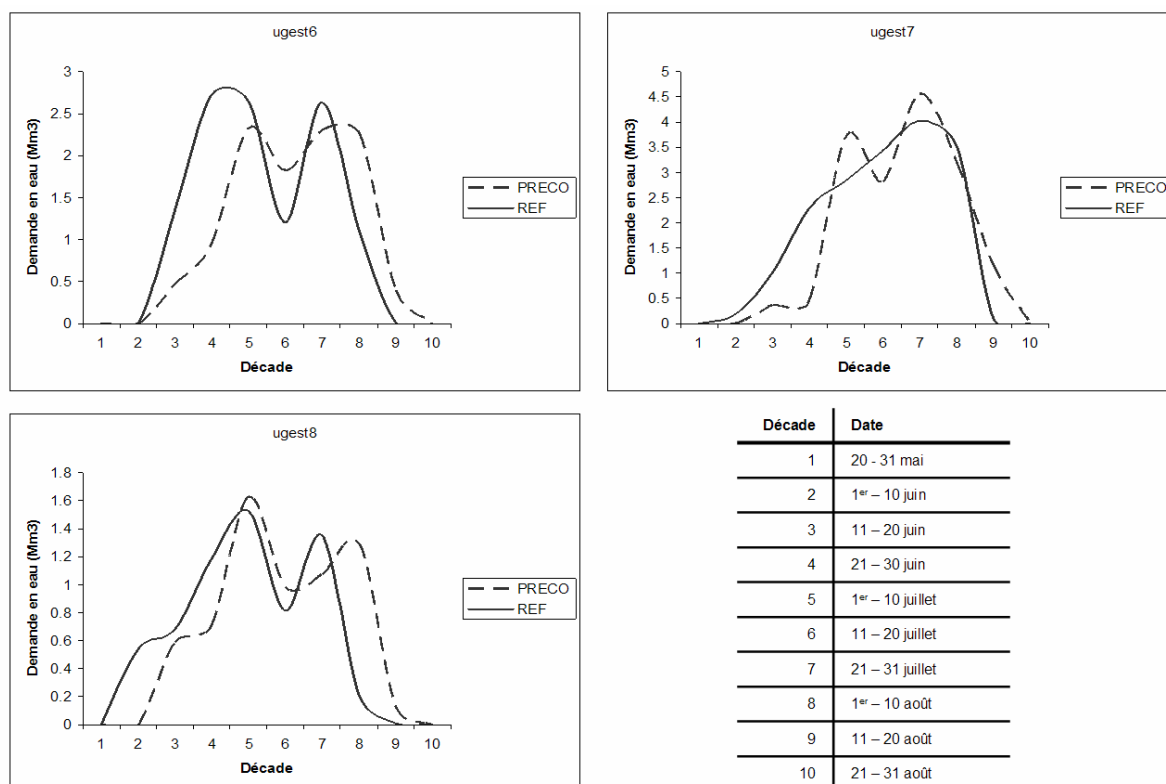 ugest6
Demande en eau (Mm3)
3
2.5
2
1.5
1
0.5
0
1 2 3 4 5 6 7 8 9 10
Décade
PRECO
REF
ugest7
Demande en eau (Mm3)
5
4.5
4
3.5
3
2.5
2
1.5
1
0.5
0
1 2 3 4 5 6 7 8 9 10
Décade
PRECO
REF
ugest8
Demande en eau (Mm3)
1.8
1.6
1.4
1.2
1
0.8
0.6
0.4
0.2
0
1 2 3 4 5 6 7 8 9 10
Décade
PRECO
REF
Décade Date
1 20 - 31 mai
2 1er – 10 juin
3 11 – 20 juin
4 21 – 30 juin
5 1er – 10 juillet
6 11 – 20 juillet
7 21 – 31 juillet
8 1er – 10 août
9 11 – 20 août
10 21 – 31 août